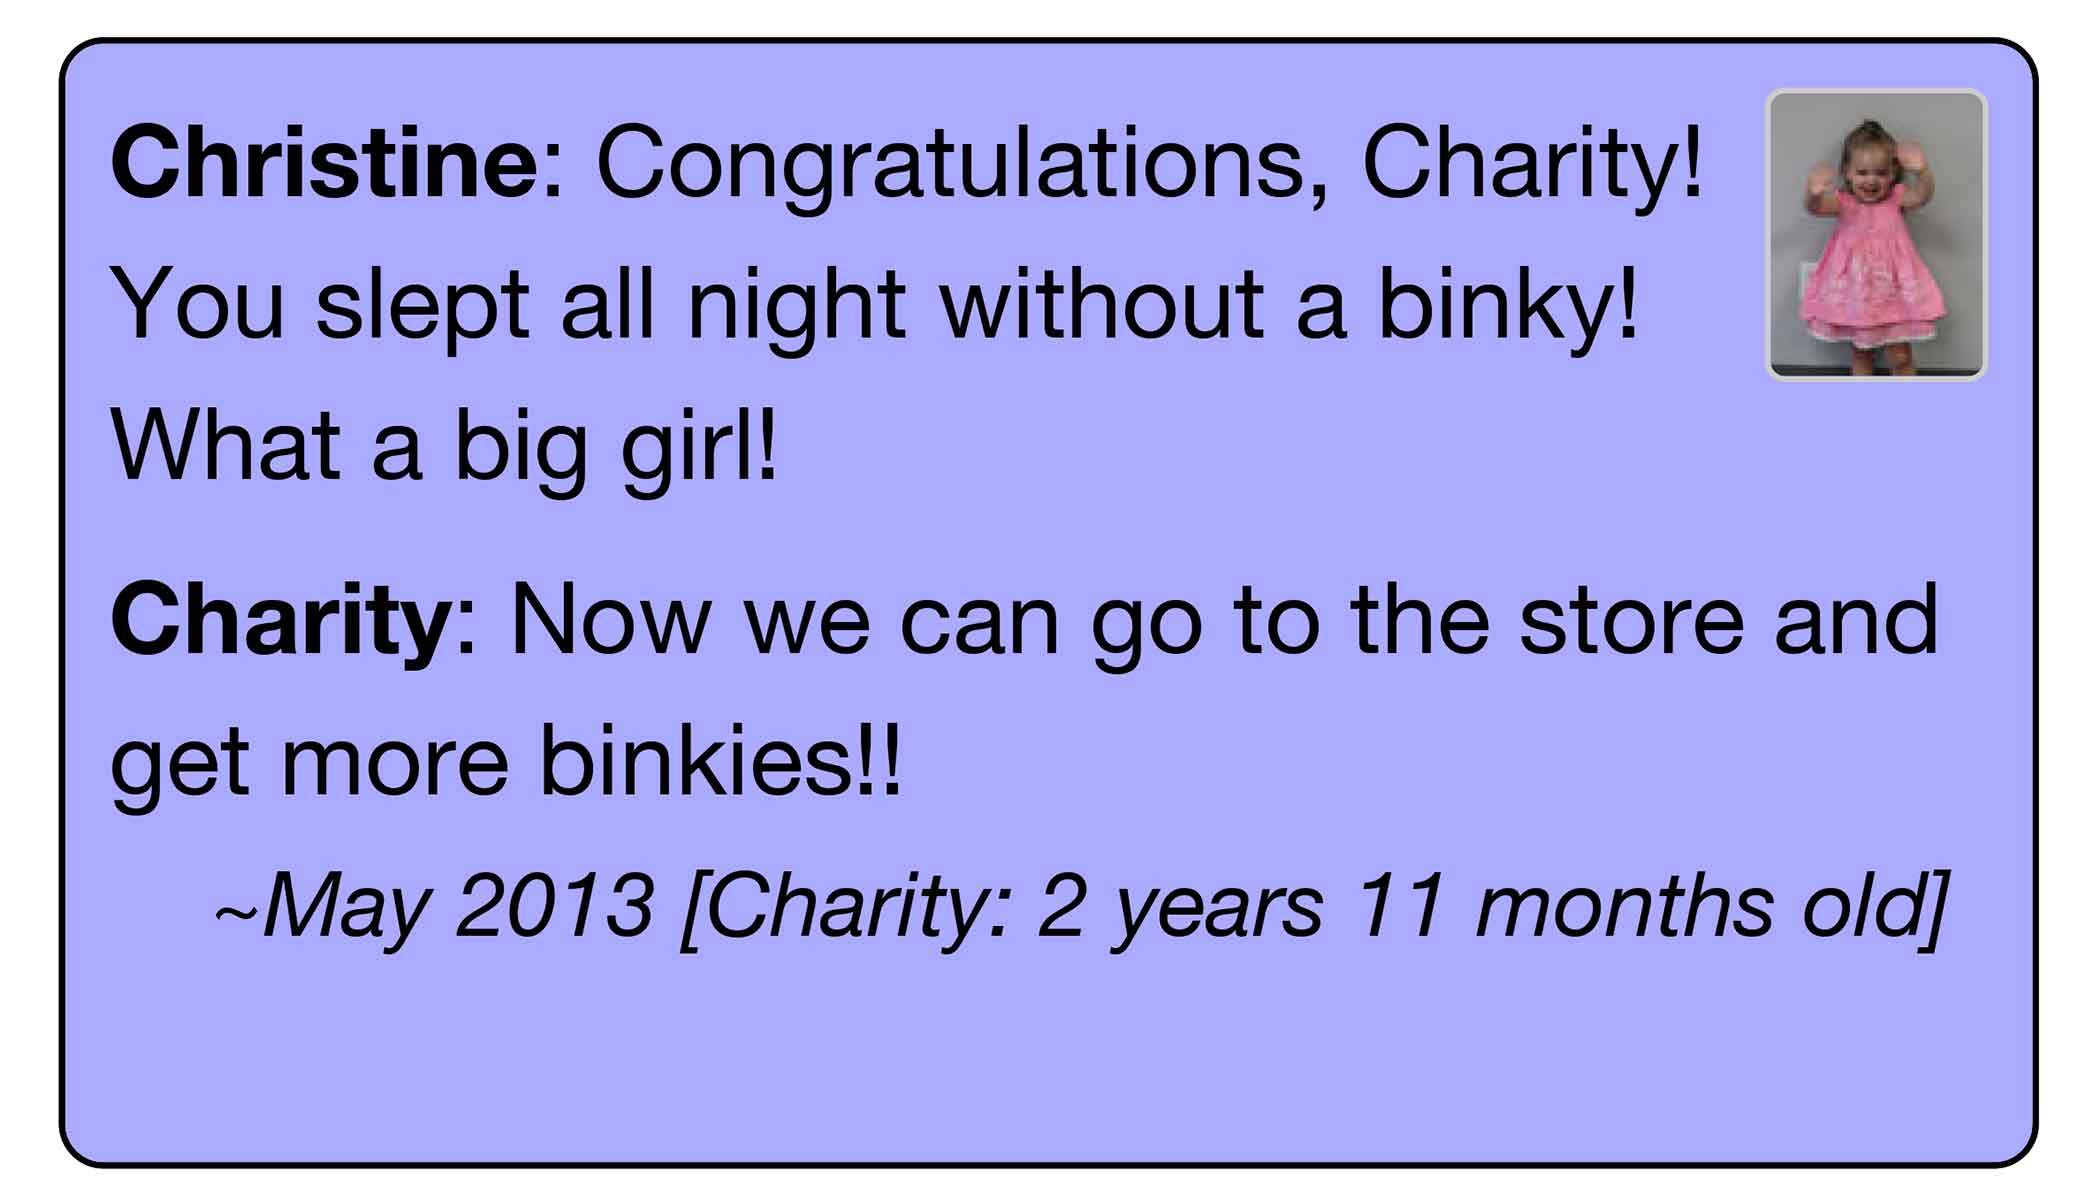 Christine: Congratulations, Charity!
You slept all night without a binky!
What a big girl!
Charity: Now we can go to the store and
get more binkies!!
~May 2013 [Charity: 2 years 11 months old]